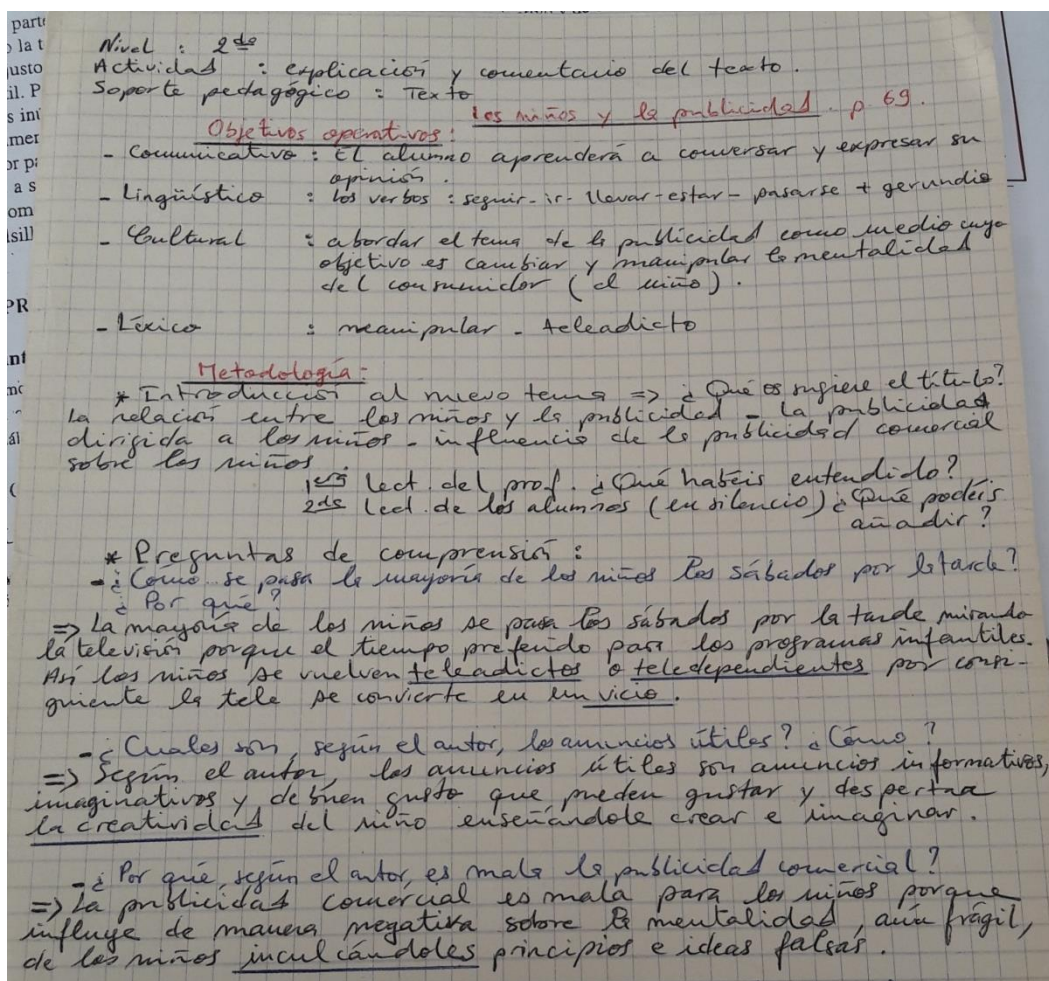 Nivel : 2de
Actividad : explicación y comentario del texto.
Soporte pedagógico : Texto
los niños y la publicidad. p 69.
Objetivos operativos :
- Comunicativo : El alumno aprenderá a conversar y expresar su
opinión.
- Lingüístico : los verbos : seguir - ir - llevar - estar - pasarse + gerundio
- Cultural : abordar el tema de la publicidad como medio cuyo
objetivo es cambiar y manipular la mentalidad
del consumidor (el niño).
- Léxico : manipular - teleadicto
Metodología :
* Introducción al nuevo tema => ¿Qué os sugiere el título?
La relación entre los niños y la publicidad - La publicidad
dirigida a los niños - influencia de la publicidad comercial
sobre los niños
1era lect. del prof. ¿Qué habéis entendido?
2da lect. de los alumnos (en silencio) ¿Qué podéis
añadir ?
* Preguntas de comprensión :
- ¿Cómo se pasa la mayoría de los niños los sábados por la tarde?
¿Por qué ?
=> La mayoría de los niños se pasa los sábados por la tarde mirando
la televisión porque el tiempo preferido para los programas infantiles.
Así los niños se vuelven teleadictos o teledependientes por consi-
guiente la tele se convierte en un vicio.
- ¿Cuales son, según el autor, los anuncios útiles? ¿Cómo ?
=> Según el autor, los anuncios útiles son anuncios informativos,
imaginativos y de buen gusto que pueden gustar y despertar
la creatividad del niño enseñándole crear e imaginar.
- ¿Por qué, según el autor, es mala la publicidad comercial ?
=> La publicidad comercial es mala para los niños porque
influye de manera negativa sobre la mentalidad, aún frágil,
de los niños inculcándoles principios e ideas falsas.